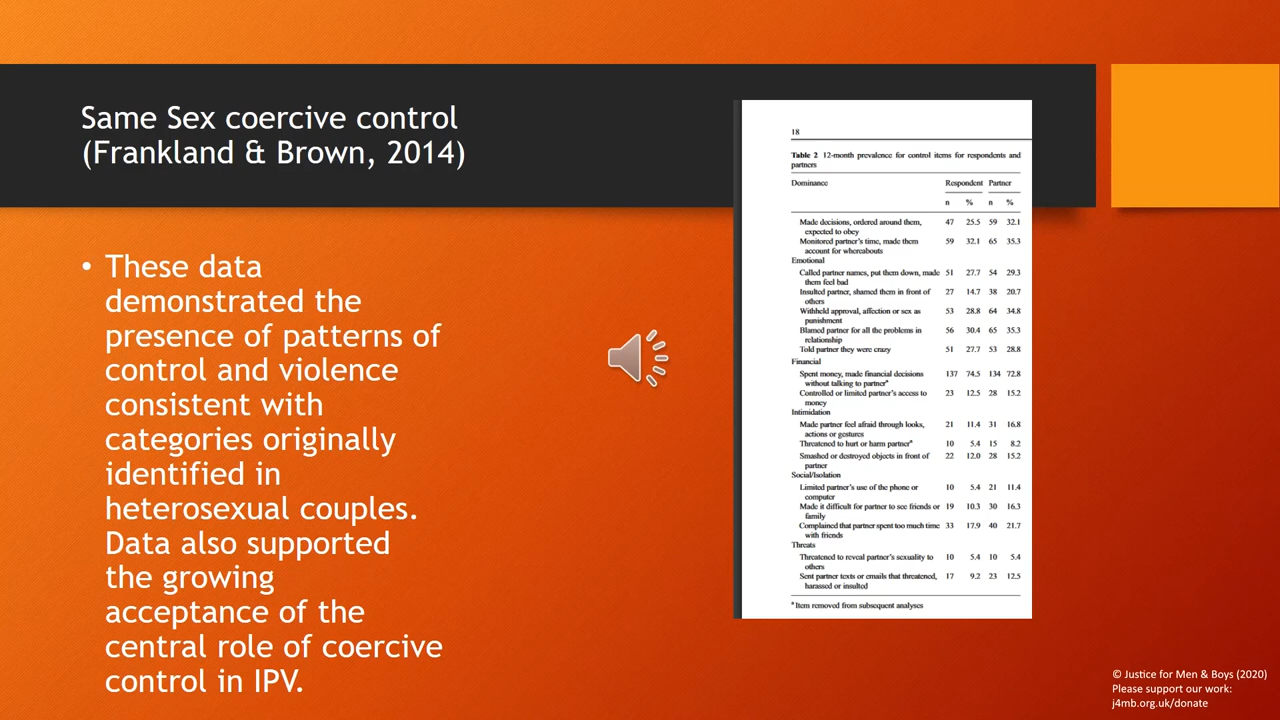 Same Sex coercive control
(Frankland & Brown, 2014)
• These data
demonstrated the
presence of patterns of
control and violence
consistent with
categories originally
identified in
heterosexual couples.
Data also supported
the growing
acceptance of the
central role of coercive
control in IPV.
18
Table 2 12-month prevalence for control items for respondents and
partners
Dominance Respondent Partner
n % n %
Made decisions, ordered around them, 47 25.5 59 32.1
expected to obey
Monitored partner's time, made them 59 32.1 65 35.3
account for whereabouts
Emotional
Called partner names, put them down, made 51 27.7 54 29.3
them feel bad
Insulted partner, shamed them in front of 27 14.7 38 20.7
others
Withheld approval, affection or sex as 53 28.8 64 34.8
punishment
Blamed partner for all the problems in 56 30.4 65 35.3
relationship
Told partner they were crazy 51 27.7 53 28.8
Financial
Spent money, made financial decisions 137 74.5 134 72.8
without talking to partnerª
Controlled or limited partner's access to 23 12.5 28 15.2
money
Intimidation
Made partner feel afraid through looks, 21 11.4 31 16.8
actions or gestures
Threatened to hurt or harm partnerª 10 5.4 15 8.2
Smashed or destroyed objects in front of 22 12.0 28 15.2
partner
Social/Isolation
Limited partner's use of the phone or 10 5.4 21 11.4
computer
Made it difficult for partner to see friends or 19 10.3 30 16.3
family
Complained that partner spent too much time 33 17.9 40 21.7
with friends
Threats
Threatened to reveal partner's sexuality to 10 5.4 10 5.4
others
Sent partner texts or emails that threatened, 17 9.2 23 12.5
harassed or insulted
ª Item removed from subsequent analyses
© Justice for Men & Boys (2020)
Please support our work:
j4mb.org.uk/donate